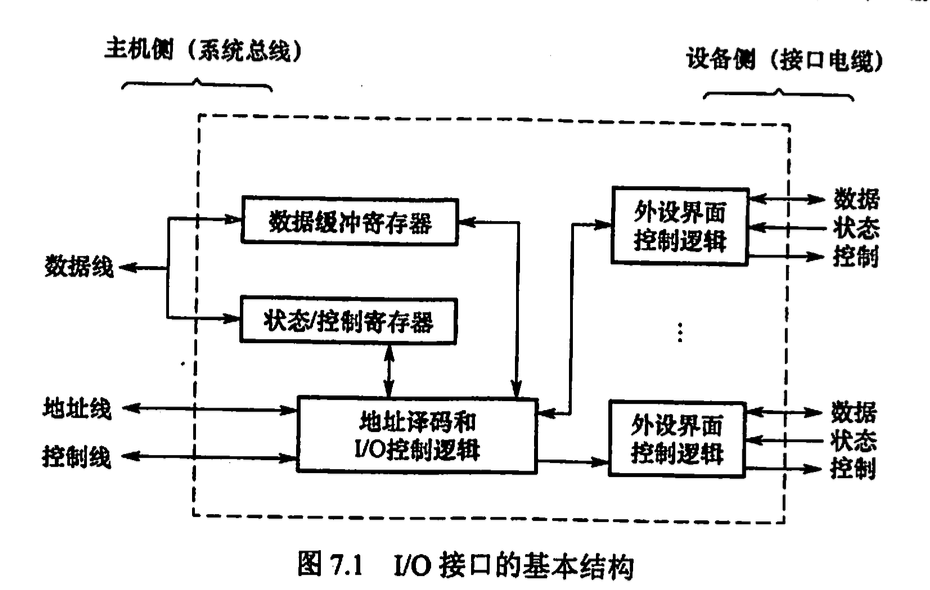 主机侧（系统总线）
设备侧（接口电缆）
数据缓冲寄存器
外设界面
控制逻辑
数据
状态
控制
数据线
状态/控制寄存器
⋮
地址线
控制线
地址译码和
I/O控制逻辑
外设界面
控制逻辑
数据
状态
控制
图 7.1 I/O 接口的基本结构